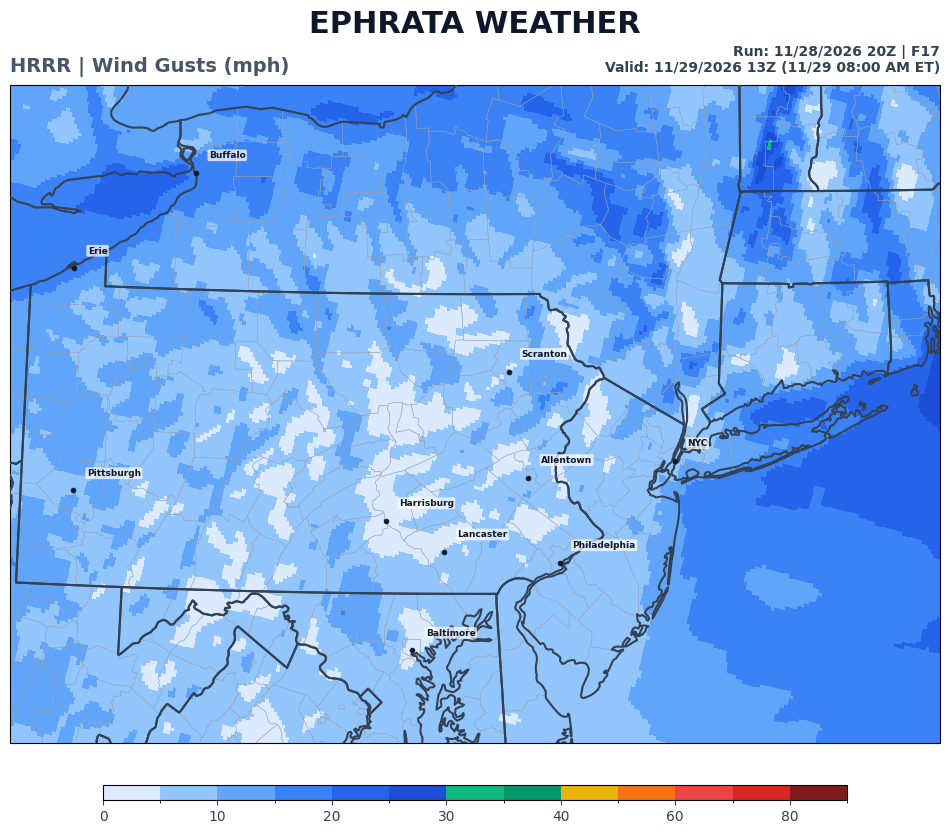 EPHRATA WEATHER
Run: 11/28/2026 20Z | F17
HRRR | Wind Gusts (mph)
Valid: 11/29/2026 13Z (11/29 08:00 AM ET)
Buffalo
Erie
Scranton
NYC
Allentown
Pittsburgh
Harrisburg
Lancaster
Philadelphia
Baltimore
0 10 20 30 40 50 60 70 80